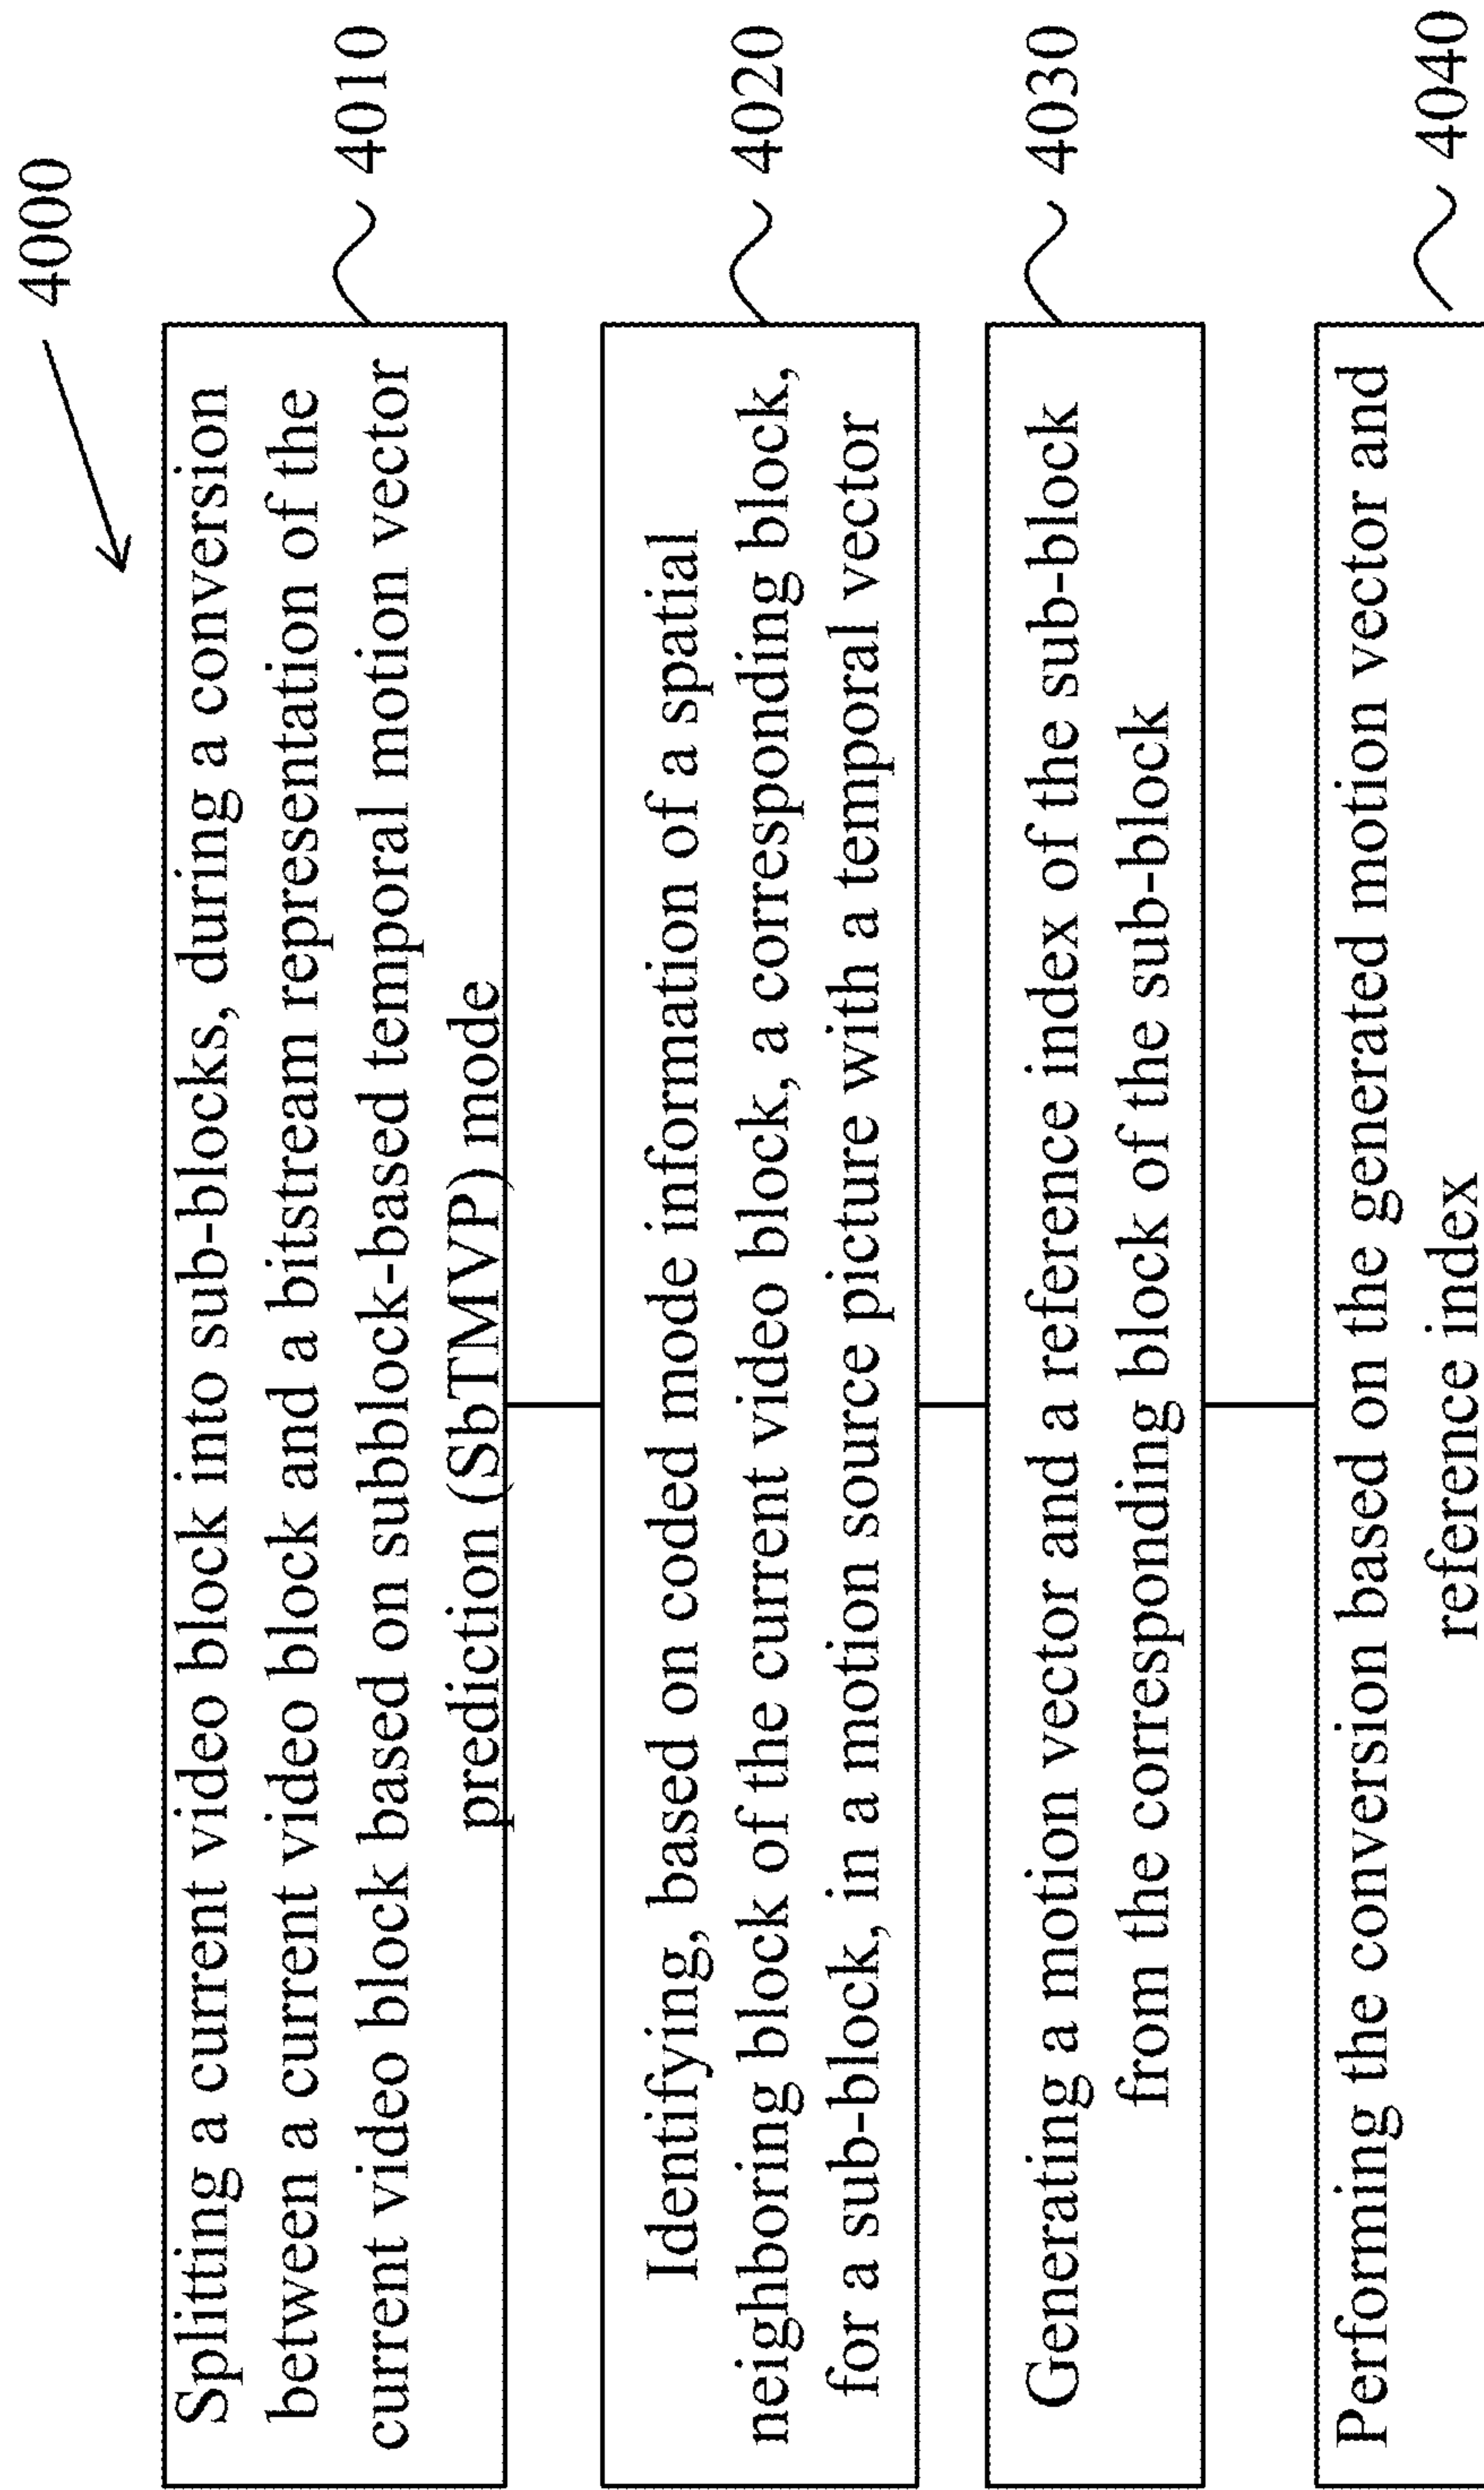 4000
Splitting a current video block into sub-blocks, during a conversion
between a current video block and a bitstream representation of the
current video block based on subblock-based temporal motion vector
prediction (SbTMVP) mode
4010
Identifying, based on coded mode information of a spatial
neighboring block of the current video block, a corresponding block,
for a sub-block, in a motion source picture with a temporal vector
4020
Generating a motion vector and a reference index of the sub-block
from the corresponding block of the sub-block
4030
Performing the conversion based on the generated motion vector and
reference index
4040